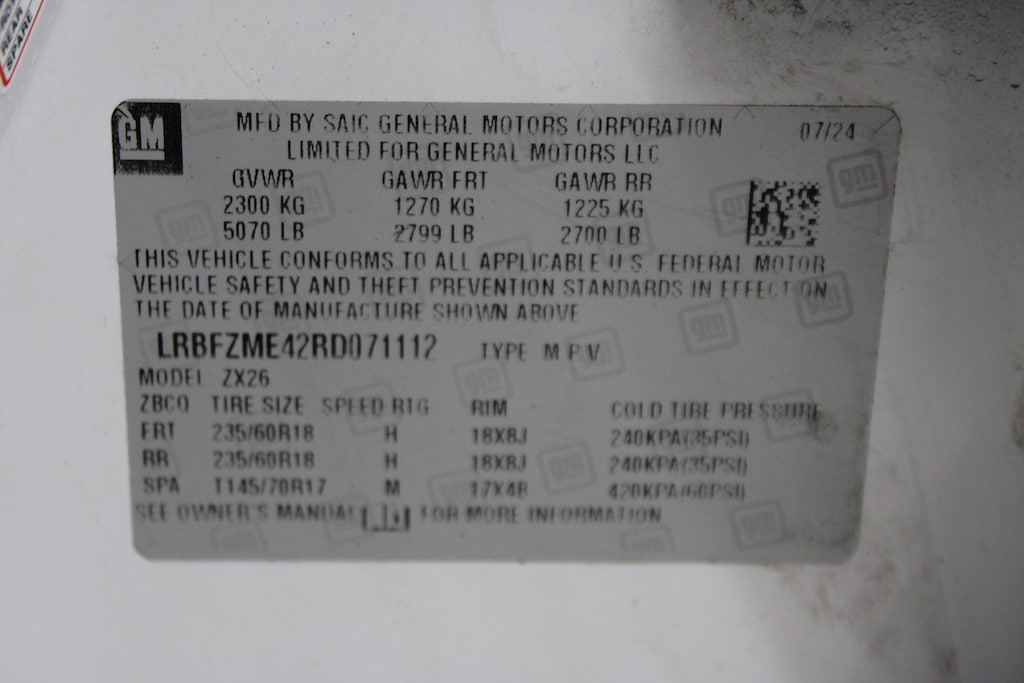 REAR
SPARE
GM
MFD BY SAIC GENERAL MOTORS CORPORATION 07/24
LIMITED FOR GENERAL MOTORS LLC
GVWR GAWR FRT GAWR RR
2300 KG 1270 KG 1225 KG
5070 LB 2799 LB 2700 LB
THIS VEHICLE CONFORMS TO ALL APPLICABLE U.S. FEDERAL MOTOR
VEHICLE SAFETY AND THEFT PREVENTION STANDARDS IN EFFECT ON
THE DATE OF MANUFACTURE SHOWN ABOVE
LRBFZME42RD071112 TYPE M P V
MODEL ZX26
ZBCO TIRE SIZE SPEED RTG RIM COLD TIRE PRESSURE
FRT 235/60R18 H 18X8J 240KPA(35PSI)
RR 235/60R18 H 18X8J 240KPA(35PSI)
SPA T145/70R17 M 17X4B 420KPA(60PSI)
SEE OWNER'S MANUAL FOR MORE INFORMATION